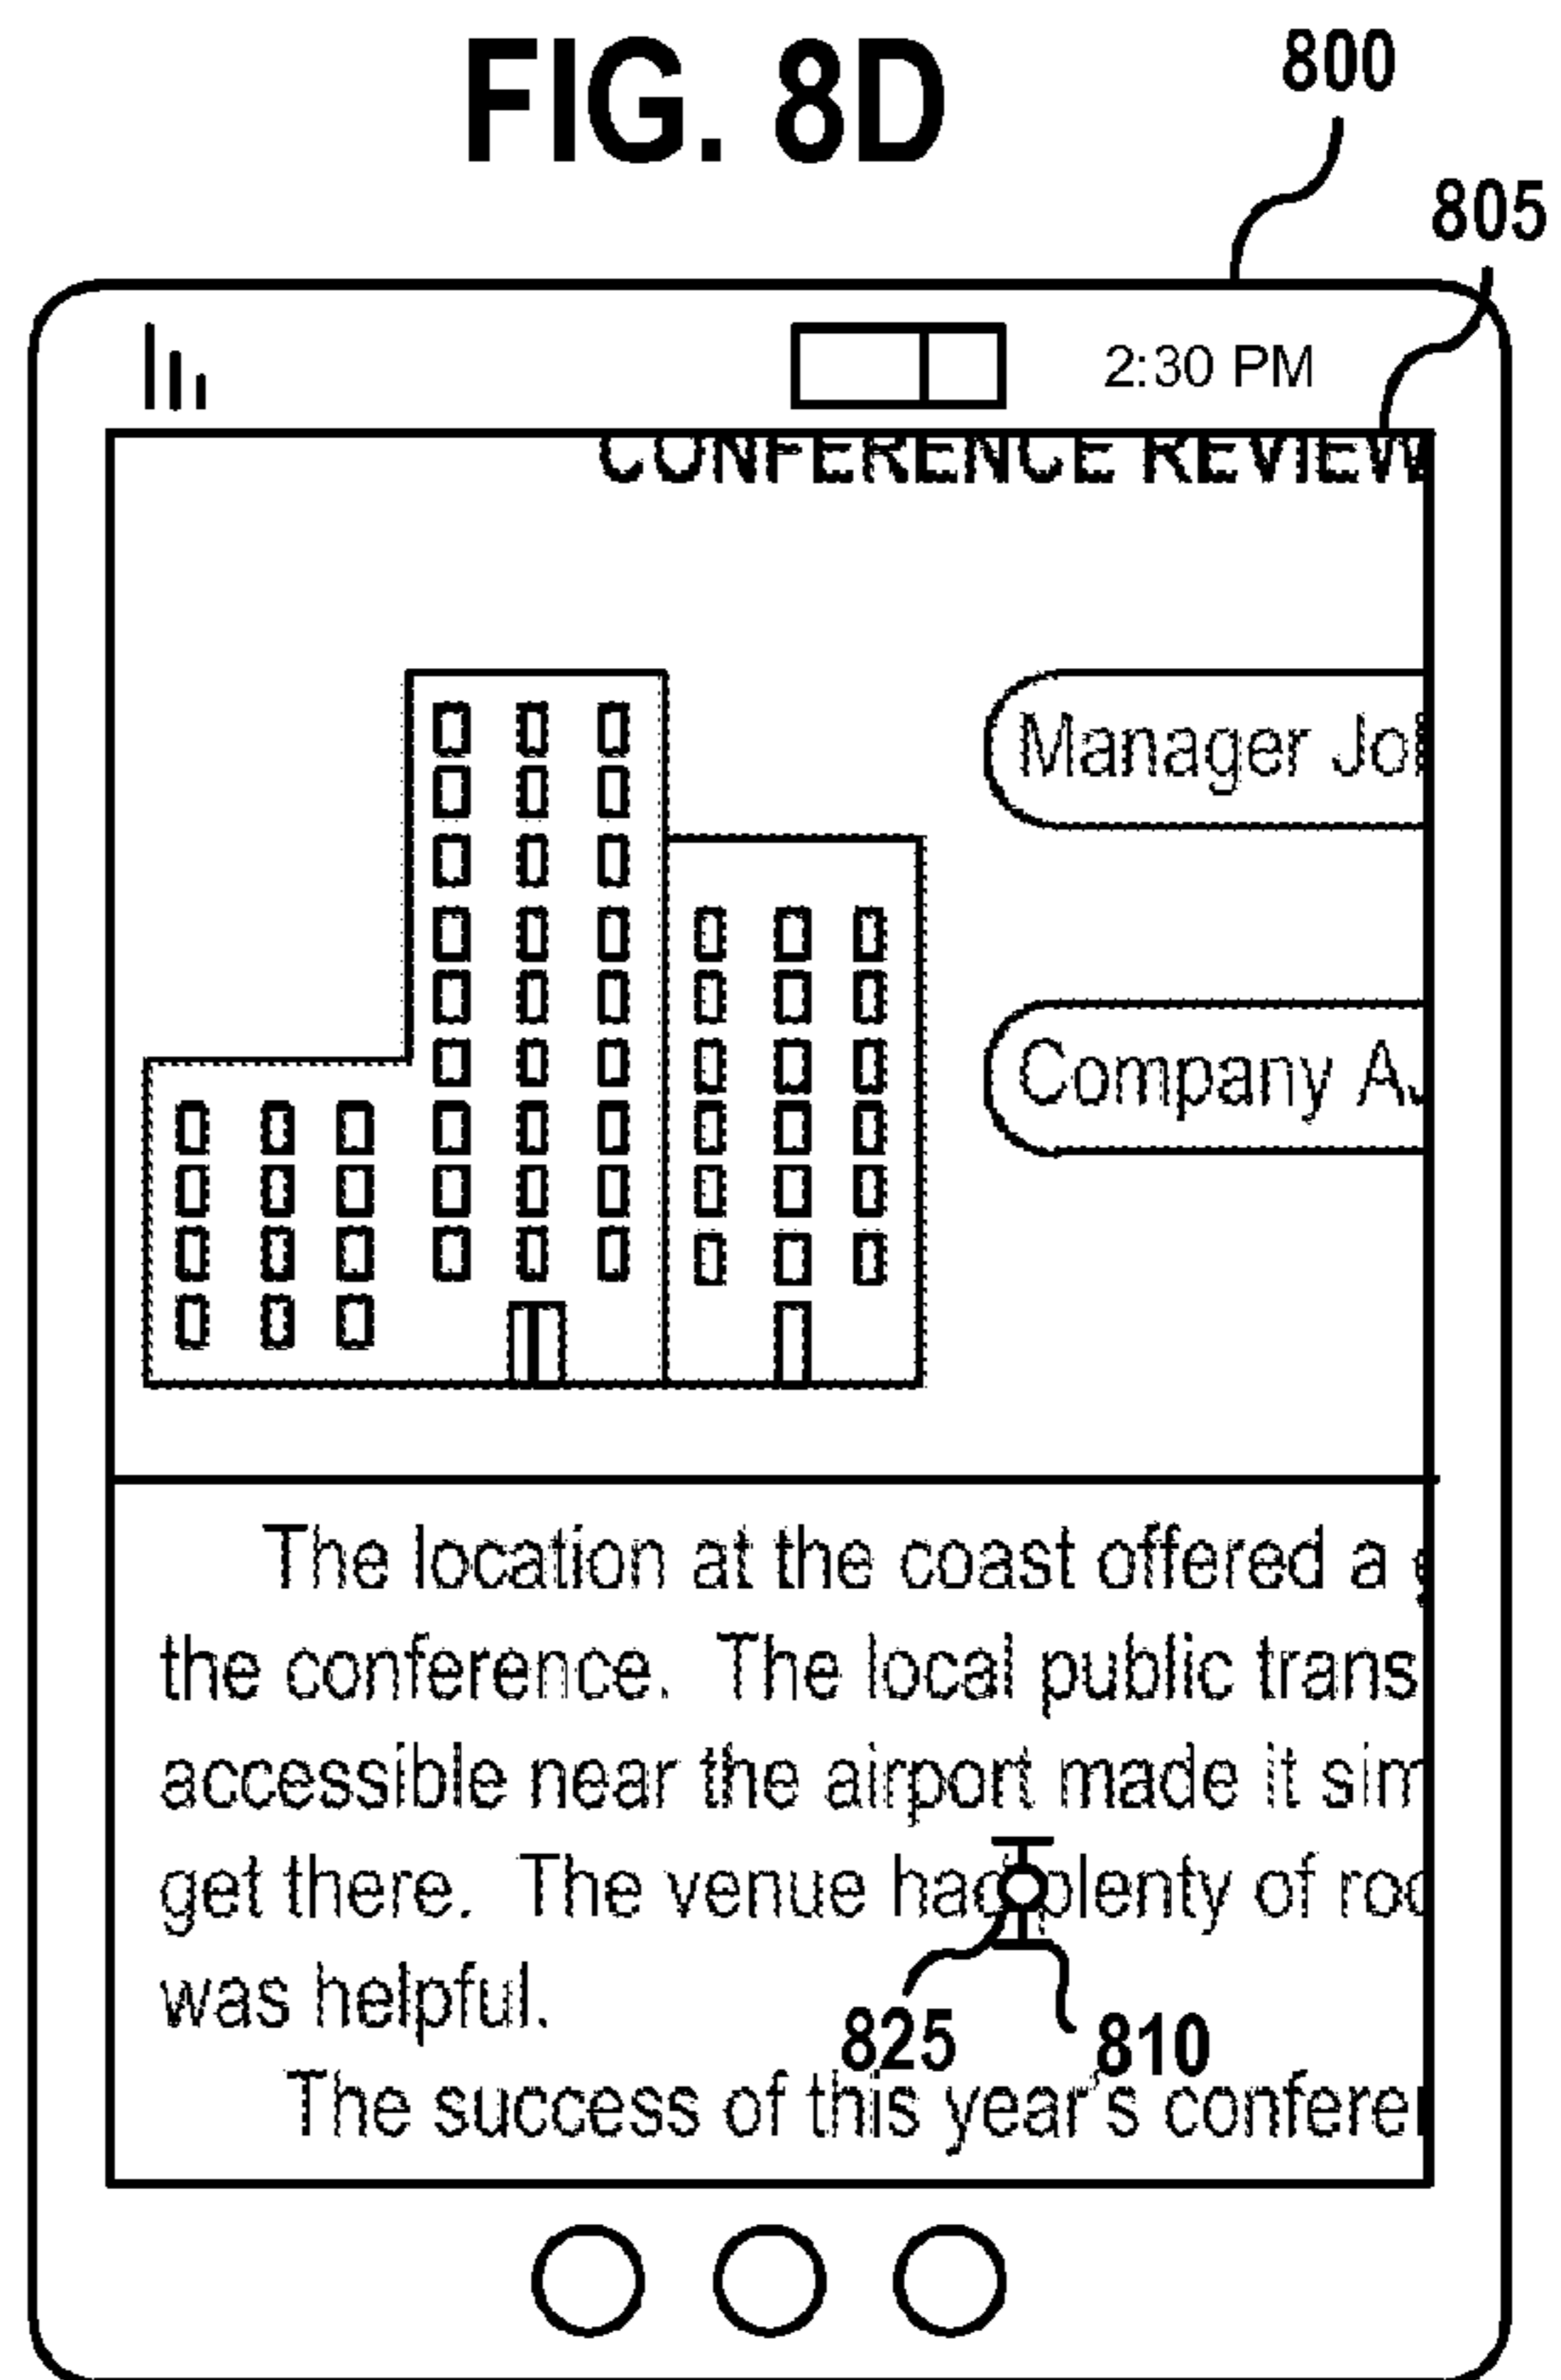 FIG. 8D
800
805
2:30 PM
CONFERENCE REVIEW
Manager Jo
Company A
The location at the coast offered a
the conference.  The local public trans
accessible near the airport made it sim
get there.  The venue had plenty of roo
was helpful.
825
810
The success of this year's conferen